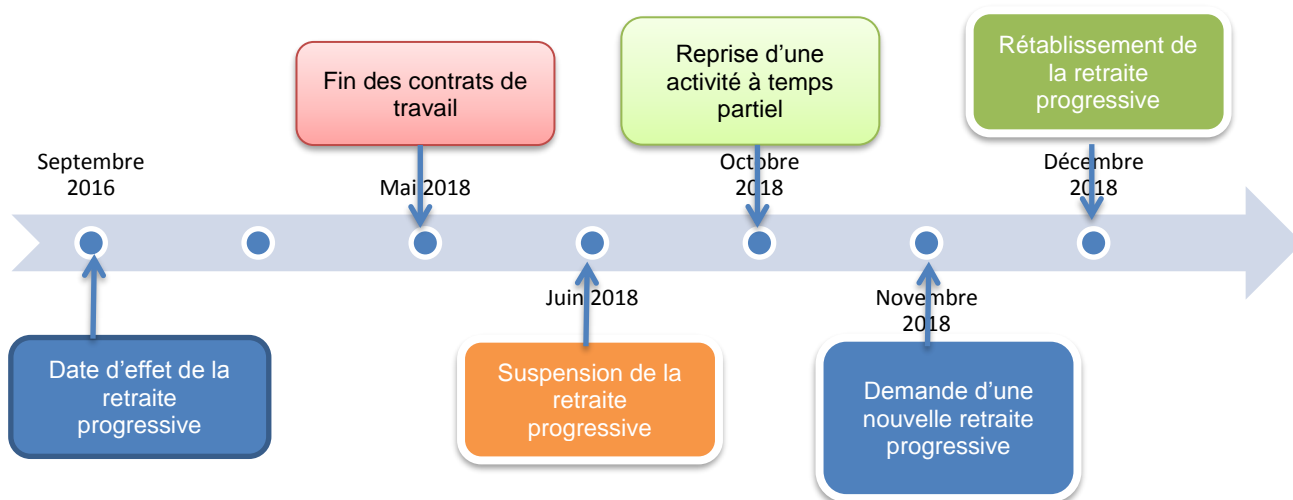 Fin des contrats de
travail
Reprise d’une
activité à temps
partiel
Rétablissement de
la retraite
progressive
Septembre
2016
Mai 2018
Octobre
2018
Décembre
2018
Juin 2018
Novembre
2018
Date d’effet de la
retraite
progressive
Suspension de la
retraite
progressive
Demande d’une
nouvelle retraite
progressive